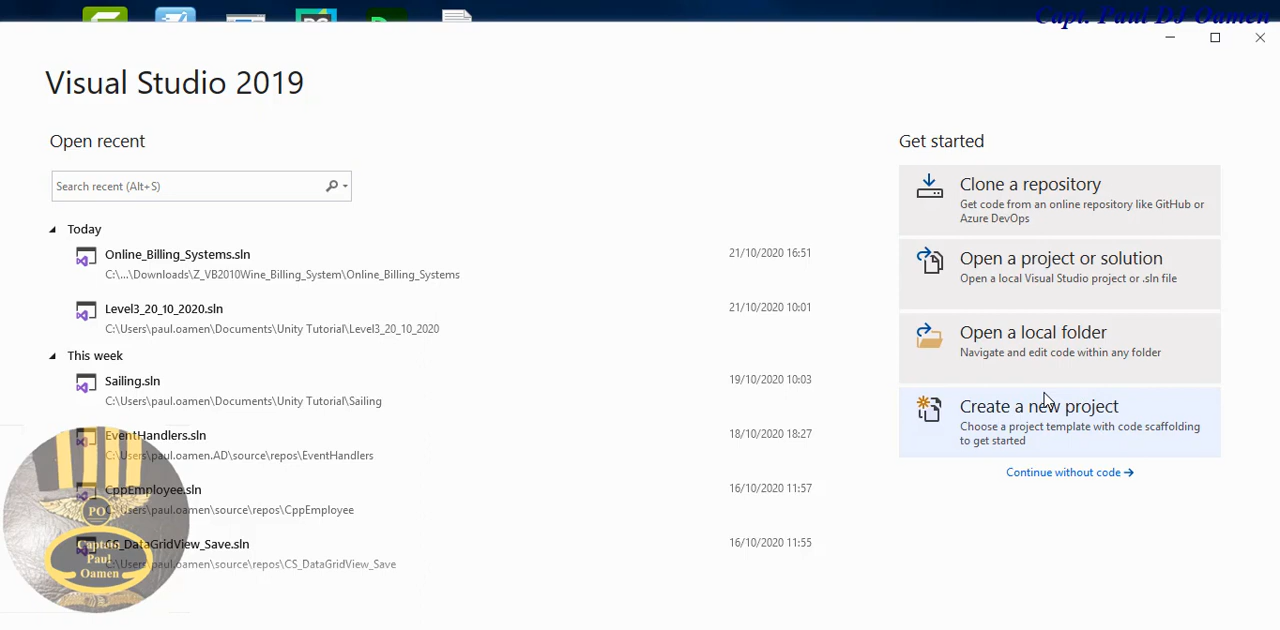 Capt. Paul DJ Oamen
Visual Studio 2019
Open recent
Search recent (Alt+S)
Today
Online_Billing_Systems.sln
21/10/2020 16:51
C:\...\Downloads\Z_VB2010Wine_Billing_System\Online_Billing_Systems
Level3_20_10_2020.sln
21/10/2020 10:01
C:\Users\paul.oamen\Documents\Unity Tutorial\Level3_20_10_2020
This week
Sailing.sln
19/10/2020 10:03
C:\Users\paul.oamen\Documents\Unity Tutorial\Sailing
EventHandlers.sln
18/10/2020 18:27
C:\Users\paul.oamen.AD\source\repos\EventHandlers
CppEmployee.sln
16/10/2020 11:57
C:\Users\paul.oamen\source\repos\CppEmployee
CS_DataGridView_Save.sln
16/10/2020 11:55
C:\Users\paul.oamen\source\repos\CS_DataGridView_Save
PO
Captain
Paul
Oamen
Get started
Clone a repository
Get code from an online repository like GitHub or
Azure DevOps
Open a project or solution
Open a local Visual Studio project or .sln file
Open a local folder
Navigate and edit code within any folder
Create a new project
Choose a project template with code scaffolding
to get started
Continue without code →